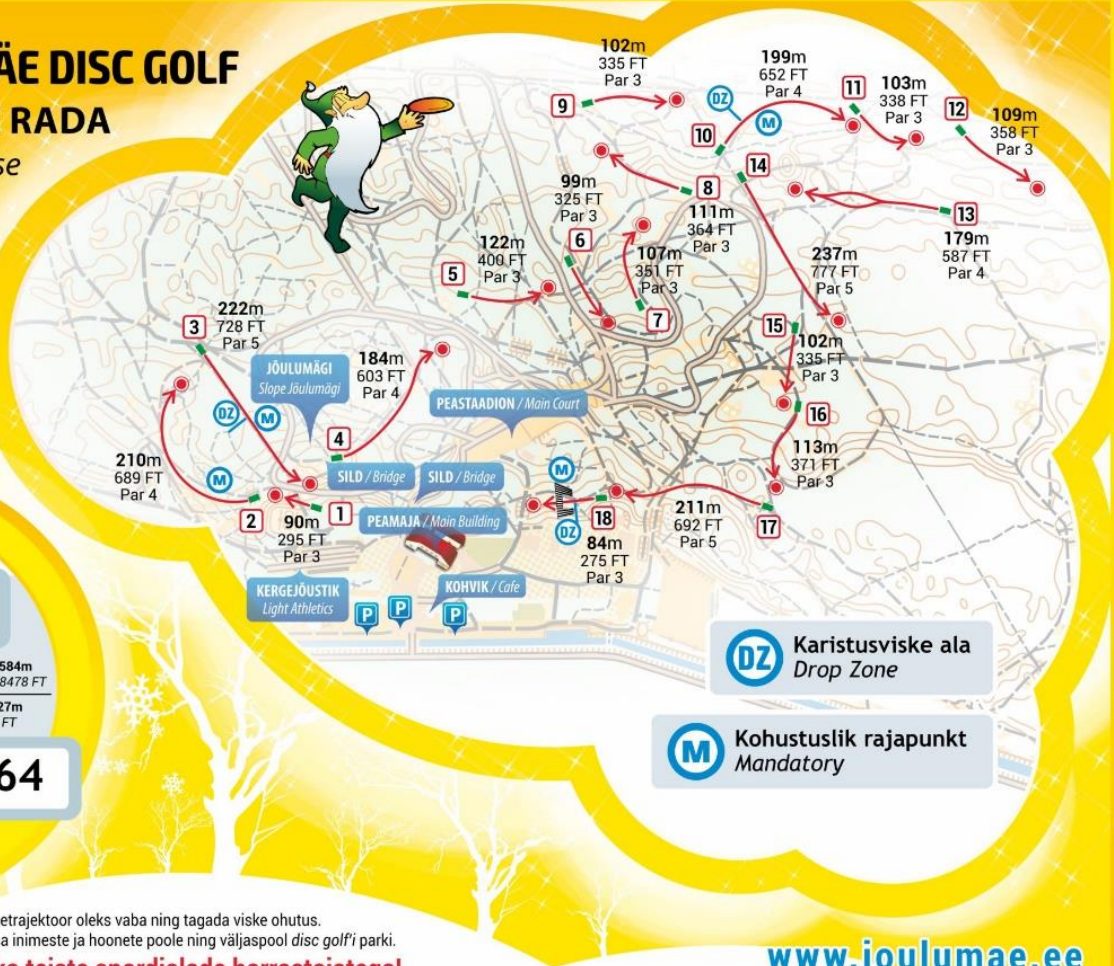 ÄE DISC GOLF
RADA
se
9
102m
335 FT
Par 3
DZ
M
10
199m
652 FT
Par 4
11
103m
338 FT
Par 3
12
109m
358 FT
Par 3
14
13
179m
587 FT
Par 4
8
111m
364 FT
Par 3
99m
325 FT
Par 3
6
107m
351 FT
Par 3
7
122m
400 FT
Par 3
5
237m
777 FT
Par 5
15
102m
335 FT
Par 3
16
113m
371 FT
Par 3
3
222m
728 FT
Par 5
JÕULUMÄGI
Slope Jõulumägi
184m
603 FT
Par 4
PEASTAADION / Main Court
DZ
M
4
SILD / Bridge
SILD / Bridge
210m
689 FT
Par 4
M
2
90m
295 FT
Par 3
1
PEAMAJA / Main Building
M
DZ
18
84m
275 FT
Par 3
211m
692 FT
Par 5
17
KERGEJÕUSTIK
Light Athletics
KOHVIK / Cafe
P
P
P
DZ
Karistusviske ala
Drop Zone
M
Kohustuslik rajapunkt
Mandatory
584m
8478 FT
27m
FT
64
etrajektoor oleks vaba ning tagada viske ohutus.
a inimeste ja hoonete poole ning väljaspool disc golf'i parki.
teiste spordialade harrastajatega!
www.joulumae.ee